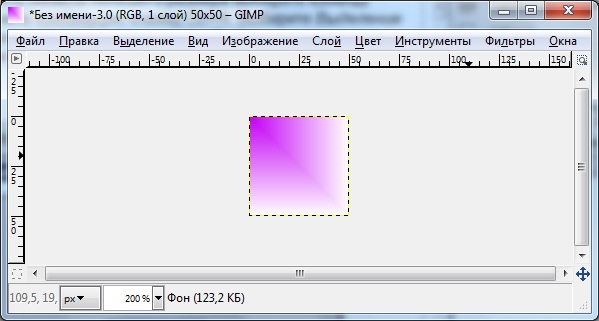 *Без имени-3.0 (RGB, 1 слой) 50x50 – GIMP
Файл Правка Выделение Вид Изображение Слой Цвет Инструменты Фильтры Окна
-100 -75 -50 -25 0 25 50 75 100 125 150
-25
0
25
50
109,5, 19, px 200 % Фон (123,2 КБ)